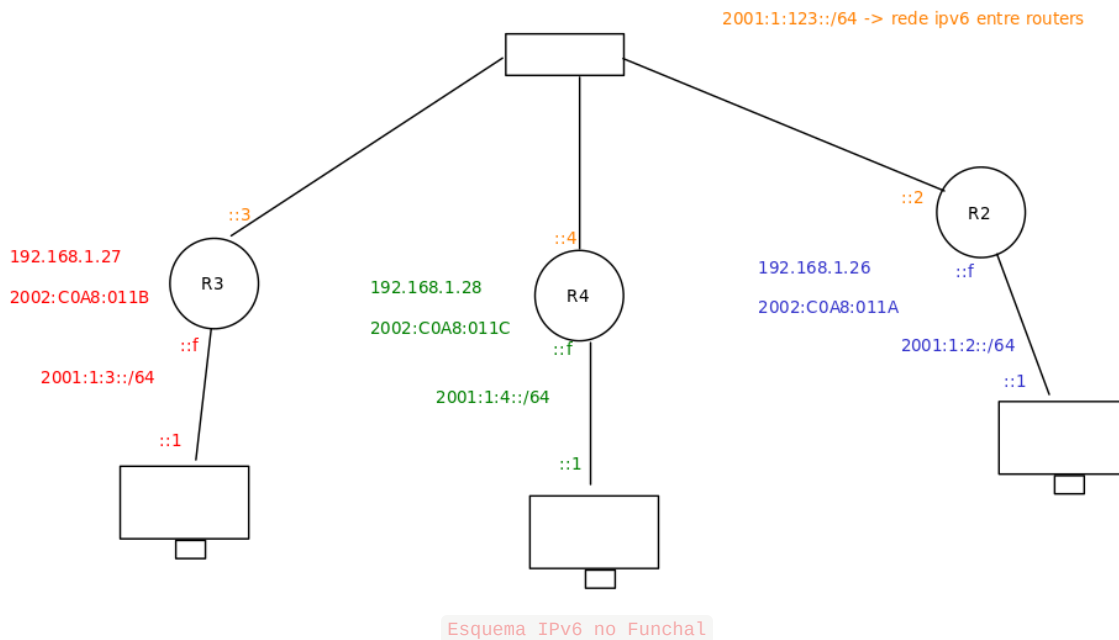 2001:1:123::/64 -> rede ipv6 entre routers
::3
::4
::2
R2
192.168.1.27
2002:C0A8:011B
R3
192.168.1.28
2002:C0A8:011C
R4
192.168.1.26
2002:C0A8:011A
::f
2001:1:3::/64
::1
::f
2001:1:4::/64
::1
::f
2001:1:2::/64
::1
Esquema IPv6 no Funchal